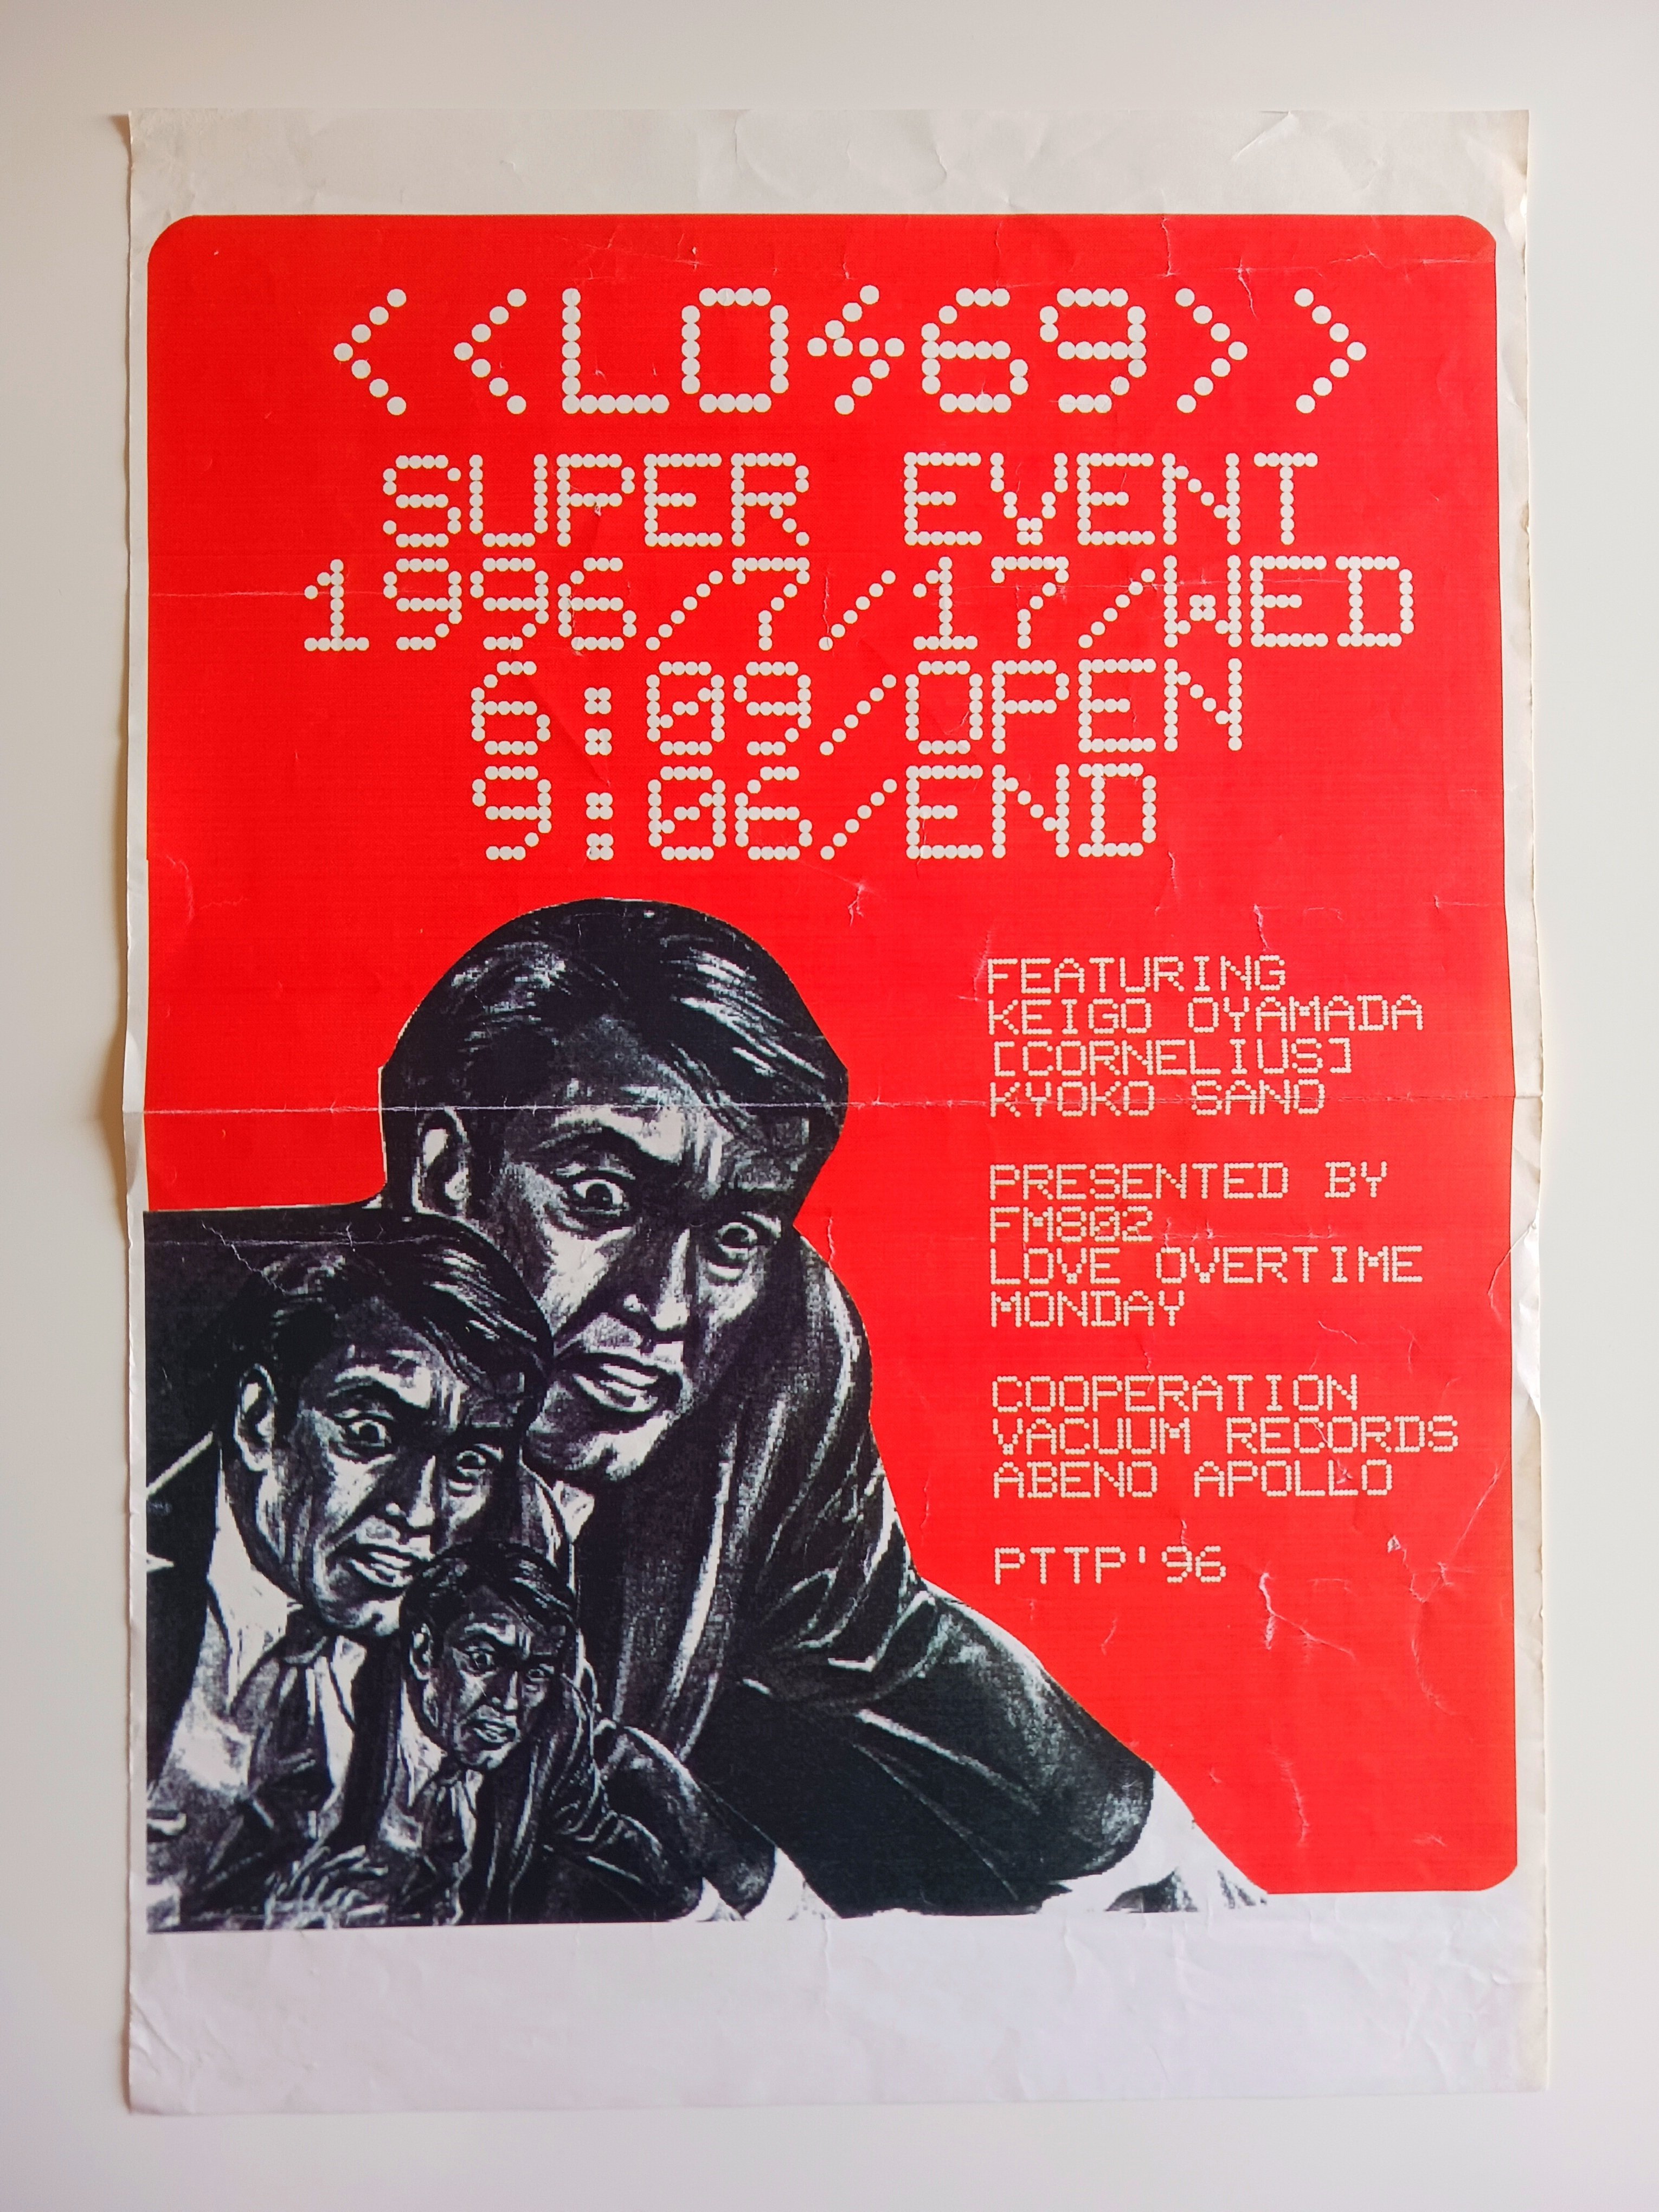 <<LO⚡69>>
SUPER EVENT
1996/7/17/WED
6:09/OPEN
9:06/END
FEATURING
KEIGO OYAMADA
[CORNELIUS]
KYOKO SANO
PRESENTED BY
FM802
LOVE OVERTIME
MONDAY
COOPERATION
VACUUM RECORDS
ABENO APOLLO
PTTP'96